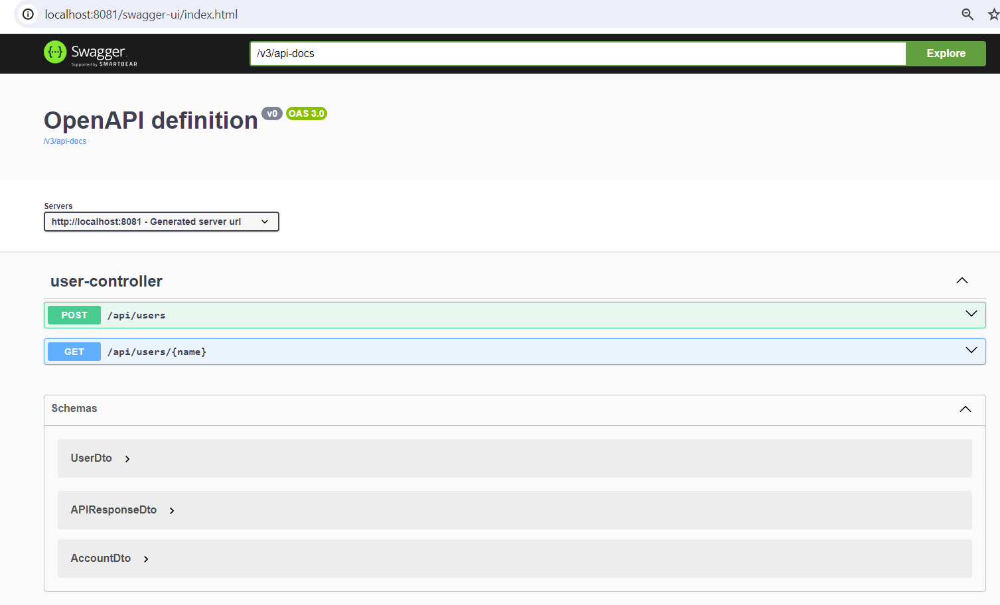 localhost:8081/swagger-ui/index.html
Swagger
Supported by SMARTBEAR
/v3/api-docs
Explore
OpenAPI definition v0 OAS 3.0
/v3/api-docs
Servers
http://localhost:8081 - Generated server url
user-controller
POST /api/users
GET /api/users/{name}
Schemas
UserDto
APIResponseDto
AccountDto